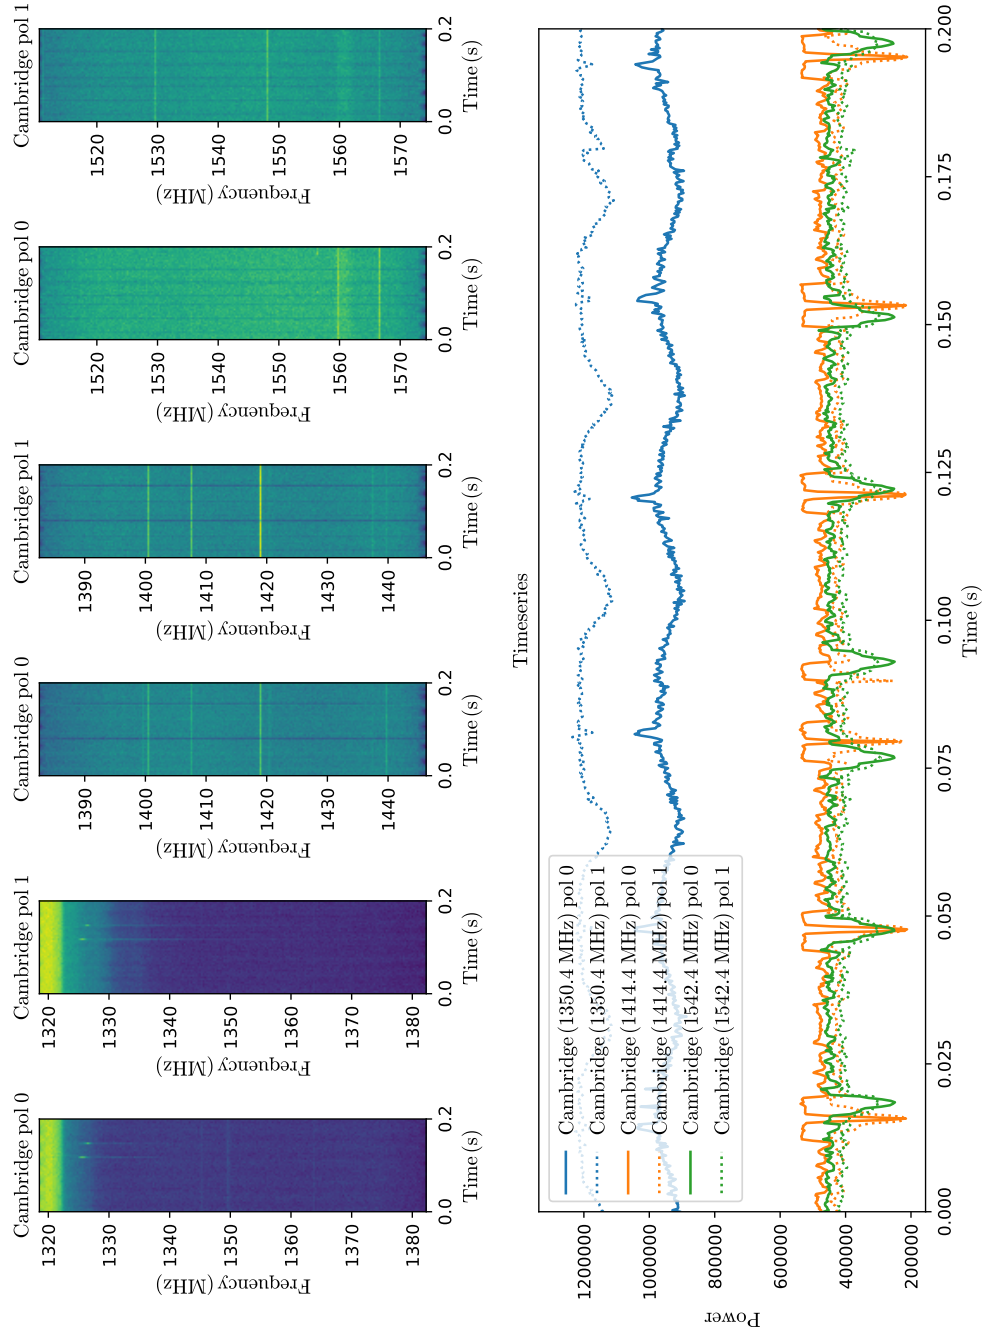 Cambridge pol 0
1320
1330
1340
1350
1360
1370
1380
Frequency (MHz)
0.0 0.2
Time (s)
Cambridge pol 1
1320
1330
1340
1350
1360
1370
1380
Frequency (MHz)
0.0 0.2
Time (s)
Cambridge pol 0
1390
1400
1410
1420
1430
1440
Frequency (MHz)
0.0 0.2
Time (s)
Cambridge pol 1
1390
1400
1410
1420
1430
1440
Frequency (MHz)
0.0 0.2
Time (s)
Cambridge pol 0
1520
1530
1540
1550
1560
1570
Frequency (MHz)
0.0 0.2
Time (s)
Cambridge pol 1
1520
1530
1540
1550
1560
1570
Frequency (MHz)
0.0 0.2
Time (s)
Timeseries
1200000
1000000
800000
600000
400000
200000
Power
Cambridge (1350.4 MHz) pol 0
Cambridge (1350.4 MHz) pol 1
Cambridge (1414.4 MHz) pol 0
Cambridge (1414.4 MHz) pol 1
Cambridge (1542.4 MHz) pol 0
Cambridge (1542.4 MHz) pol 1
0.000 0.025 0.050 0.075 0.100 0.125 0.150 0.175 0.200
Time (s)